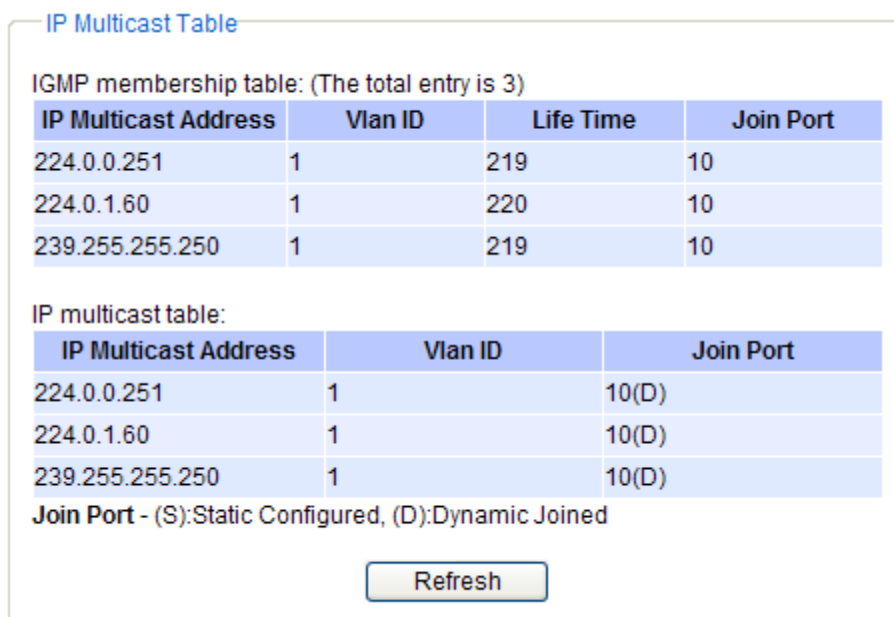 IP Multicast Table
IGMP membership table: (The total entry is 3)
IP Multicast Address Vlan ID Life Time Join Port
224.0.0.251 1 219 10
224.0.1.60 1 220 10
239.255.255.250 1 219 10
IP multicast table:
IP Multicast Address Vlan ID Join Port
224.0.0.251 1 10(D)
224.0.1.60 1 10(D)
239.255.255.250 1 10(D)
Join Port - (S):Static Configured, (D):Dynamic Joined
Refresh